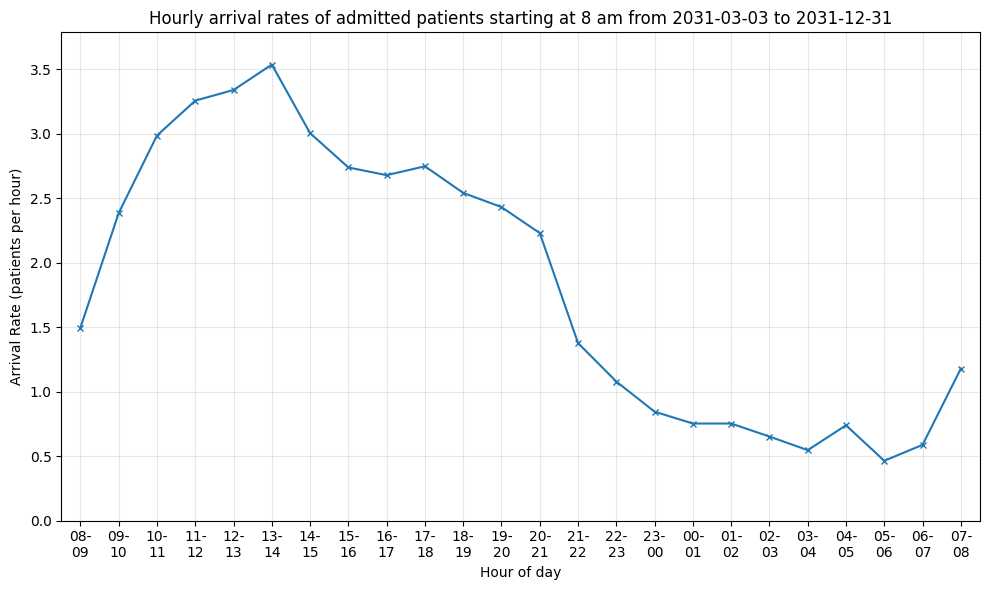 Hourly arrival rates of admitted patients starting at 8 am from 2031-03-03 to 2031-12-31
Arrival Rate (patients per hour)
3.5
3.0
2.5
2.0
1.5
1.0
0.5
0.0
08- 09- 10- 11- 12- 13- 14- 15- 16- 17- 18- 19- 20- 21- 22- 23- 00- 01- 02- 03- 04- 05- 06- 07-
09 10 11 12 13 14 15 16 17 18 19 20 21 22 23 00 01 02 03 04 05 06 07 08
Hour of day